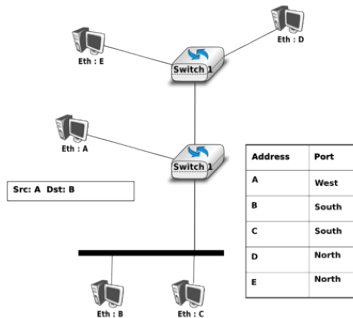 Eth : E
Eth : D
Switch 1
Eth : A
Switch 1
Src: A Dst: B
Address Port
A West
B South
C South
D North
E North
Eth : B
Eth : C